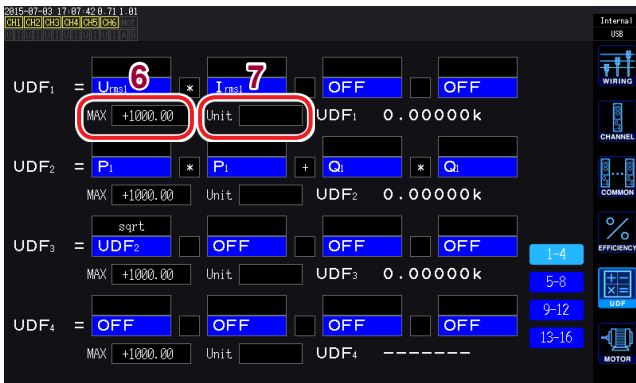 2015-07-03 17:07:42 0.71 1.01
CH1 CH2 CH3 CH4 CH5 CH6 Mot
U I U I U I U I U I U I A B
Internal
USB
6 7
UDF1 = Urms1 * Irms1 OFF OFF
MAX +1000.00 Unit UDF1 0.00000k
UDF2 = P1 * P1 + Q1 * Q1
MAX +1000.00 Unit UDF2 0.00000k
sqrt
UDF3 = UDF2 OFF OFF OFF
MAX +1000.00 Unit UDF3 0.00000k
UDF4 = OFF OFF OFF OFF
MAX +1000.00 Unit UDF4 -------
1-4
5-8
9-12
13-16
WIRING
CHANNEL
COMMON
EFFICIENCY
UDF
MOTOR